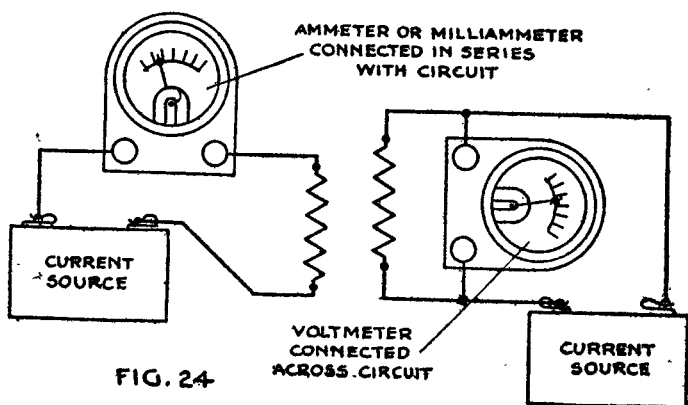 AMMETER OR MILLIAMMETER
CONNECTED IN SERIES
WITH CIRCUIT
CURRENT
SOURCE
VOLTMETER
CONNECTED
ACROSS CIRCUIT
CURRENT
SOURCE
FIG. 24